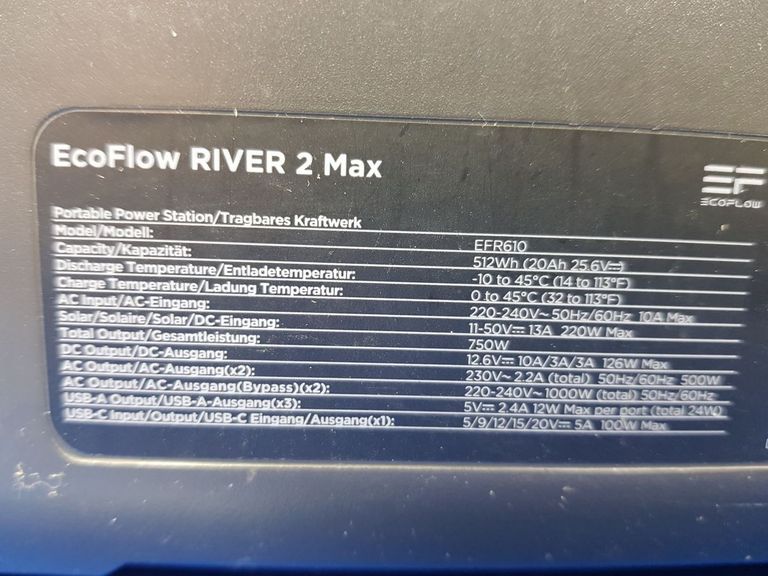 EcoFlow RIVER 2 Max
EF
ECOFLOW
Portable Power Station/Tragbares Kraftwerk
Model/Modell: EFR610
Capacity/Kapazität: 512Wh (20Ah 25.6V⎓)
Discharge Temperature/Entladetemperatur: -10 to 45°C (14 to 113°F)
Charge Temperature/Ladung Temperatur: 0 to 45°C (32 to 113°F)
AC Input/AC-Eingang: 220-240V~ 50Hz/60Hz 10A Max
Solar/Solaire/Solar/DC-Eingang: 11-50V⎓ 13A 220W Max
Total Output/Gesamtleistung: 750W
DC Output/DC-Ausgang: 12.6V⎓ 10A/3A/3A 126W Max
AC Output/AC-Ausgang(x2): 230V~ 2.2A (total) 50Hz/60Hz 500W
AC Output/AC-Ausgang(Bypass)(x2): 220-240V~ 1000W (total) 50Hz/60Hz
USB-A Output/USB-A-Ausgang(x3): 5V⎓ 2.4A 12W Max per port (total 24W)
USB-C Input/Output/USB-C Eingang/Ausgang(x1): 5/9/12/15/20V⎓ 5A 100W Max